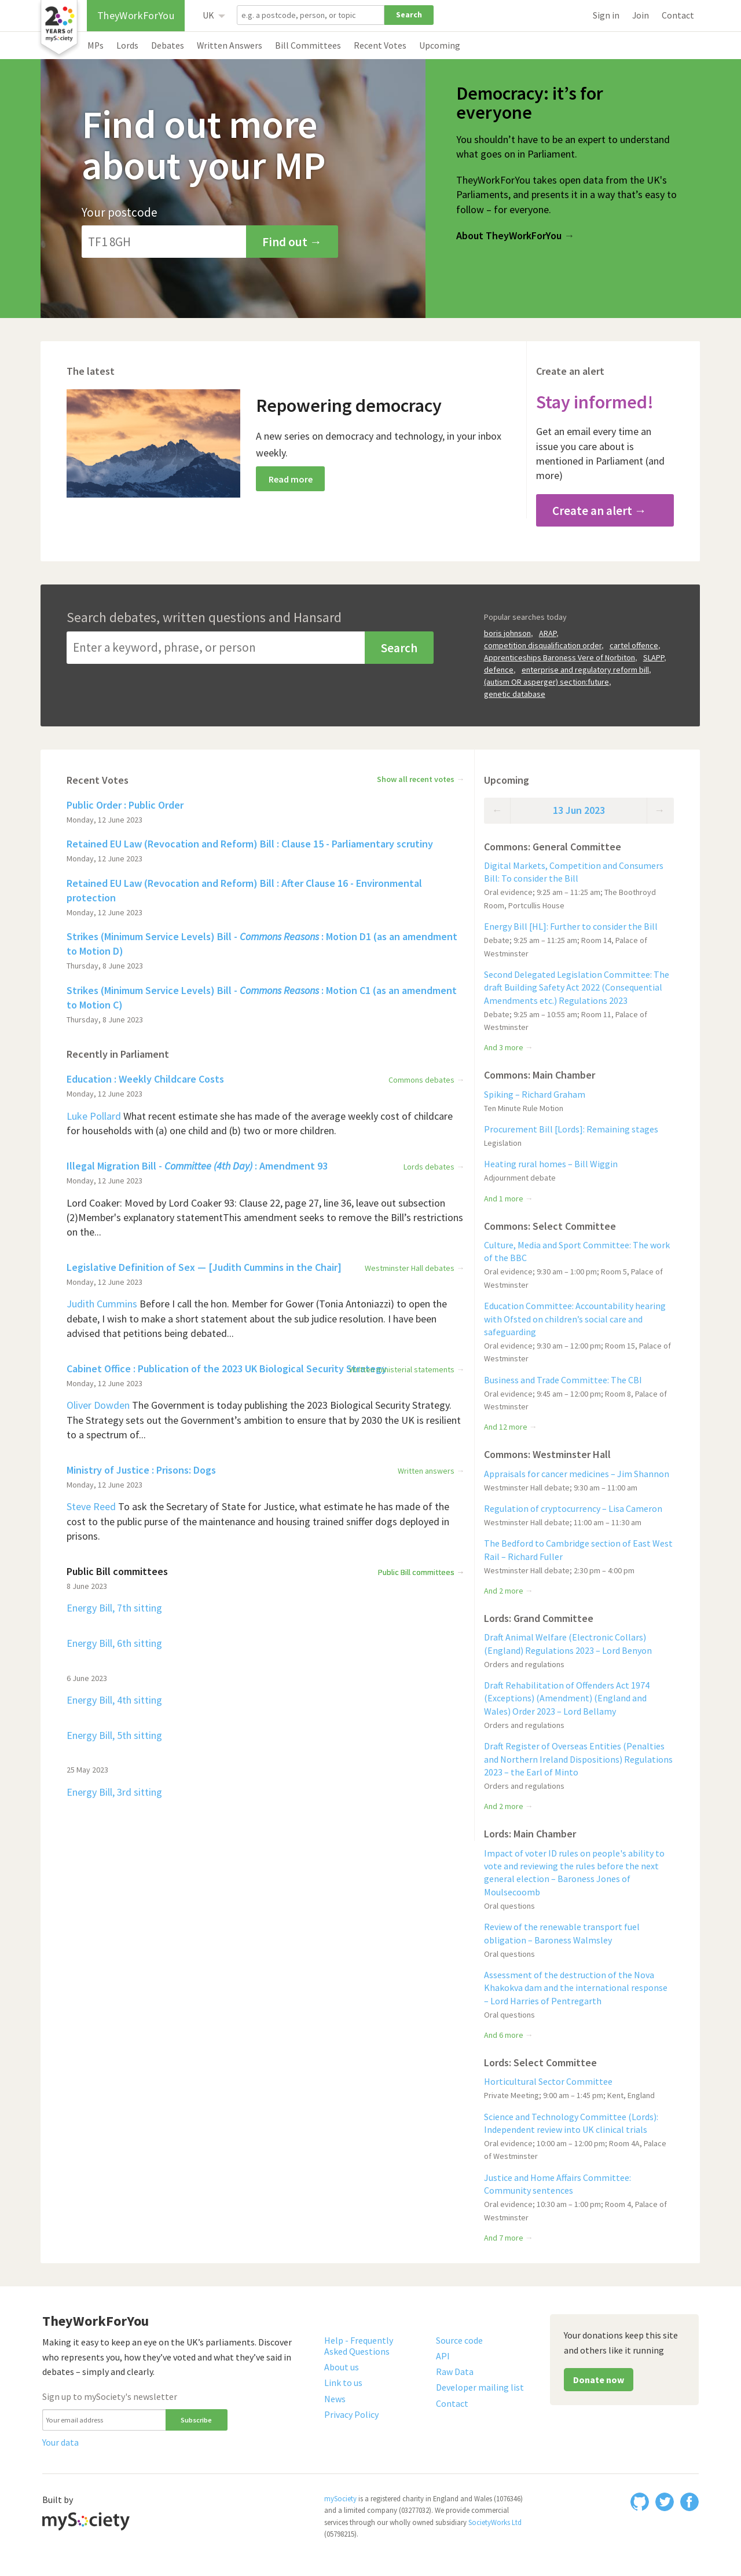 20
YEARS of
mySociety
TheyWorkForYou
UK
e.g. a postcode, person, or topic
Search
Sign in
Join
Contact
MPs
Lords
Debates
Written Answers
Bill Committees
Recent Votes
Upcoming
Find out more
about your MP
Your postcode
TF1 8GH
Find out →
Democracy: it’s for
everyone
You shouldn’t have to be an expert to understand
what goes on in Parliament.
TheyWorkForYou takes open data from the UK's
Parliaments, and presents it in a way that’s easy to
follow – for everyone.
About TheyWorkForYou →
The latest
Repowering democracy
A new series on democracy and technology, in your inbox
weekly.
Read more
Create an alert
Stay informed!
Get an email every time an
issue you care about is
mentioned in Parliament (and
more)
Create an alert →
Search debates, written questions and Hansard
Enter a keyword, phrase, or person
Search
Popular searches today
boris johnson, ARAP,
competition disqualification order, cartel offence,
Apprenticeships Baroness Vere of Norbiton, SLAPP,
defence, enterprise and regulatory reform bill,
(autism OR asperger) section:future,
genetic database
Recent Votes
Show all recent votes →
Public Order : Public Order
Monday, 12 June 2023
Retained EU Law (Revocation and Reform) Bill : Clause 15 - Parliamentary scrutiny
Monday, 12 June 2023
Retained EU Law (Revocation and Reform) Bill : After Clause 16 - Environmental
protection
Monday, 12 June 2023
Strikes (Minimum Service Levels) Bill - Commons Reasons : Motion D1 (as an amendment
to Motion D)
Thursday, 8 June 2023
Strikes (Minimum Service Levels) Bill - Commons Reasons : Motion C1 (as an amendment
to Motion C)
Thursday, 8 June 2023
Recently in Parliament
Education : Weekly Childcare Costs
Commons debates →
Monday, 12 June 2023
Luke Pollard What recent estimate she has made of the average weekly cost of childcare
for households with (a) one child and (b) two or more children.
Illegal Migration Bill - Committee (4th Day) : Amendment 93
Lords debates →
Monday, 12 June 2023
Lord Coaker: Moved by Lord Coaker 93: Clause 22, page 27, line 36, leave out subsection
(2)Member's explanatory statementThis amendment seeks to remove the Bill’s restrictions
on the...
Legislative Definition of Sex — [Judith Cummins in the Chair]
Westminster Hall debates →
Monday, 12 June 2023
Judith Cummins Before I call the hon. Member for Gower (Tonia Antoniazzi) to open the
debate, I wish to make a short statement about the sub judice resolution. I have been
advised that petitions being debated...
Cabinet Office : Publication of the 2023 UK Biological Security Strategy
ministerial statements →
Monday, 12 June 2023
Oliver Dowden The Government is today publishing the 2023 Biological Security Strategy.
The Strategy sets out the Government’s ambition to ensure that by 2030 the UK is resilient
to a spectrum of...
Ministry of Justice : Prisons: Dogs
Written answers →
Monday, 12 June 2023
Steve Reed To ask the Secretary of State for Justice, what estimate he has made of the
cost to the public purse of the maintenance and housing trained sniffer dogs deployed in
prisons.
Public Bill committees
Public Bill committees →
8 June 2023
Energy Bill, 7th sitting
Energy Bill, 6th sitting
6 June 2023
Energy Bill, 4th sitting
Energy Bill, 5th sitting
25 May 2023
Energy Bill, 3rd sitting
Upcoming
← 13 Jun 2023 →
Commons: General Committee
Digital Markets, Competition and Consumers
Bill: To consider the Bill
Oral evidence; 9:25 am – 11:25 am; The Boothroyd
Room, Portcullis House
Energy Bill [HL]: Further to consider the Bill
Debate; 9:25 am – 11:25 am; Room 14, Palace of
Westminster
Second Delegated Legislation Committee: The
draft Building Safety Act 2022 (Consequential
Amendments etc.) Regulations 2023
Debate; 9:25 am – 10:55 am; Room 11, Palace of
Westminster
And 3 more →
Commons: Main Chamber
Spiking – Richard Graham
Ten Minute Rule Motion
Procurement Bill [Lords]: Remaining stages
Legislation
Heating rural homes – Bill Wiggin
Adjournment debate
And 1 more →
Commons: Select Committee
Culture, Media and Sport Committee: The work
of the BBC
Oral evidence; 9:30 am – 1:00 pm; Room 5, Palace of
Westminster
Education Committee: Accountability hearing
with Ofsted on children’s social care and
safeguarding
Oral evidence; 9:30 am – 12:00 pm; Room 15, Palace of
Westminster
Business and Trade Committee: The CBI
Oral evidence; 9:45 am – 12:00 pm; Room 8, Palace of
Westminster
And 12 more →
Commons: Westminster Hall
Appraisals for cancer medicines – Jim Shannon
Westminster Hall debate; 9:30 am – 11:00 am
Regulation of cryptocurrency – Lisa Cameron
Westminster Hall debate; 11:00 am – 11:30 am
The Bedford to Cambridge section of East West
Rail – Richard Fuller
Westminster Hall debate; 2:30 pm – 4:00 pm
And 2 more →
Lords: Grand Committee
Draft Animal Welfare (Electronic Collars)
(England) Regulations 2023 – Lord Benyon
Orders and regulations
Draft Rehabilitation of Offenders Act 1974
(Exceptions) (Amendment) (England and
Wales) Order 2023 – Lord Bellamy
Orders and regulations
Draft Register of Overseas Entities (Penalties
and Northern Ireland Dispositions) Regulations
2023 – the Earl of Minto
Orders and regulations
And 2 more →
Lords: Main Chamber
Impact of voter ID rules on people's ability to
vote and reviewing the rules before the next
general election – Baroness Jones of
Moulsecoomb
Oral questions
Review of the renewable transport fuel
obligation – Baroness Walmsley
Oral questions
Assessment of the destruction of the Nova
Khakokva dam and the international response
– Lord Harries of Pentregarth
Oral questions
And 6 more →
Lords: Select Committee
Horticultural Sector Committee
Private Meeting; 9:00 am – 1:45 pm; Kent, England
Science and Technology Committee (Lords):
Independent review into UK clinical trials
Oral evidence; 10:00 am – 12:00 pm; Room 4A, Palace
of Westminster
Justice and Home Affairs Committee:
Community sentences
Oral evidence; 10:30 am – 1:00 pm; Room 4, Palace of
Westminster
And 7 more →
TheyWorkForYou
Making it easy to keep an eye on the UK’s parliaments. Discover
who represents you, how they’ve voted and what they’ve said in
debates – simply and clearly.
Sign up to mySociety's newsletter
Your email address
Subscribe
Your data
Help - Frequently
Asked Questions
About us
Link to us
News
Privacy Policy
Source code
API
Raw Data
Developer mailing list
Contact
Your donations keep this site
and others like it running
Donate now
Built by
mySociety
mySociety is a registered charity in England and Wales (1076346)
and a limited company (03277032). We provide commercial
services through our wholly owned subsidiary SocietyWorks Ltd
(05798215).